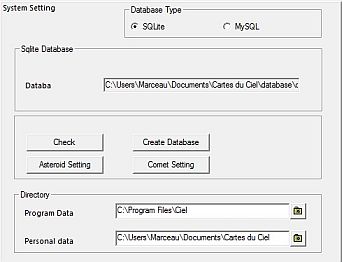 System Setting
Database Type
SQLite MySQL
Sqlite Database
Databa C:\Users\Marceau\Documents\Cartes du Ciel\database\c
Check Create Database
Asteroid Setting Comet Setting
Directory
Program Data C:\Program Files\Ciel
Personal data C:\Users\Marceau\Documents\Cartes du Ciel